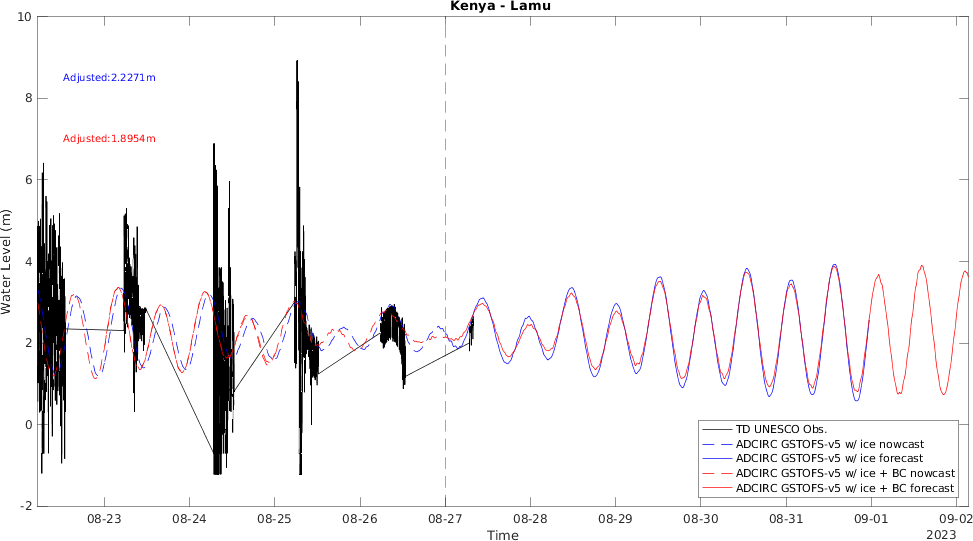 Kenya - Lamu
10
8
6
4
2
0
-2
Water Level (m)
Adjusted:2.2271m
Adjusted:1.8954m
TD UNESCO Obs.
ADCIRC GSTOFS-v5 w/ ice nowcast
ADCIRC GSTOFS-v5 w/ ice forecast
ADCIRC GSTOFS-v5 w/ ice + BC nowcast
ADCIRC GSTOFS-v5 w/ ice + BC forecast
08-23 08-24 08-25 08-26 08-27 08-28 08-29 08-30 08-31 09-01 09-02
Time
2023